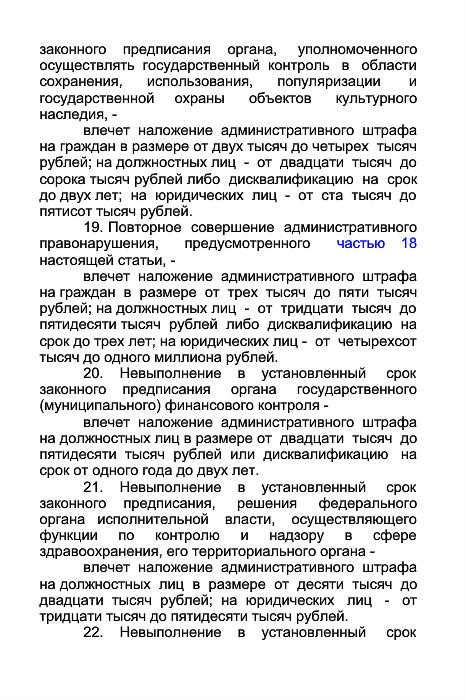 законного предписания органа, уполномоченного
осуществлять государственный контроль в области
сохранения, использования, популяризации и
государственной охраны объектов культурного
наследия, -
влечет наложение административного штрафа
на граждан в размере от двух тысяч до четырех тысяч
рублей; на должностных лиц - от двадцати тысяч до
сорока тысяч рублей либо дисквалификацию на срок
до двух лет; на юридических лиц - от ста тысяч до
пятисот тысяч рублей.
19. Повторное совершение административного
правонарушения, предусмотренного частью 18
настоящей статьи, -
влечет наложение административного штрафа
на граждан в размере от трех тысяч до пяти тысяч
рублей; на должностных лиц - от тридцати тысяч до
пятидесяти тысяч рублей либо дисквалификацию на
срок до трех лет; на юридических лиц - от четырехсот
тысяч до одного миллиона рублей.
20. Невыполнение в установленный срок
законного предписания органа государственного
(муниципального) финансового контроля -
влечет наложение административного штрафа
на должностных лиц в размере от двадцати тысяч до
пятидесяти тысяч рублей или дисквалификацию на
срок от одного года до двух лет.
21. Невыполнение в установленный срок
законного предписания, решения федерального
органа исполнительной власти, осуществляющего
функции по контролю и надзору в сфере
здравоохранения, его территориального органа -
влечет наложение административного штрафа
на должностных лиц в размере от десяти тысяч до
двадцати тысяч рублей; на юридических лиц - от
тридцати тысяч до пятидесяти тысяч рублей.
22. Невыполнение в установленный срок